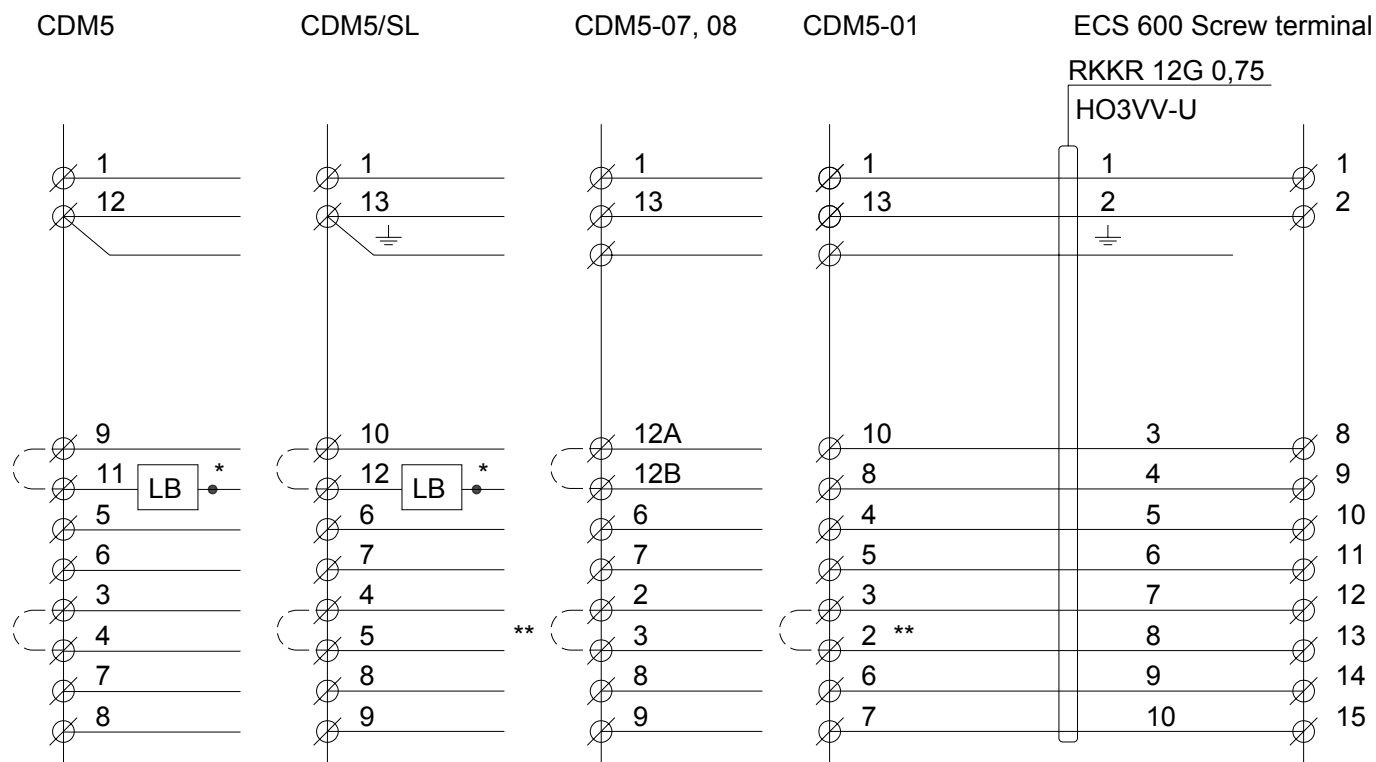 CDM5 CDM5/SL CDM5-07, 08 CDM5-01 ECS 600 Screw terminal
RKKR 12G 0,75
HO3VV-U
1 1 1 1 1 1
12 13 13 13 2 2
9 10 12A 10 3 8
11 LB * 12 LB * 12B 8 4 9
5 6 6 4 5 10
6 7 7 5 6 11
3 4 2 3 7 12
4 5 ** 3 2 ** 8 13
7 8 8 6 9 14
8 9 9 7 10 15